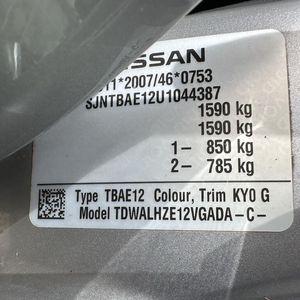 NISSAN
11*2007/46*0753
SJNTBAE12U1044387
1590 kg
1590 kg
1- 850 kg
2- 785 kg
Type TBAE12 Colour, Trim KY0 G
Model TDWALHZE12VGADA-C-